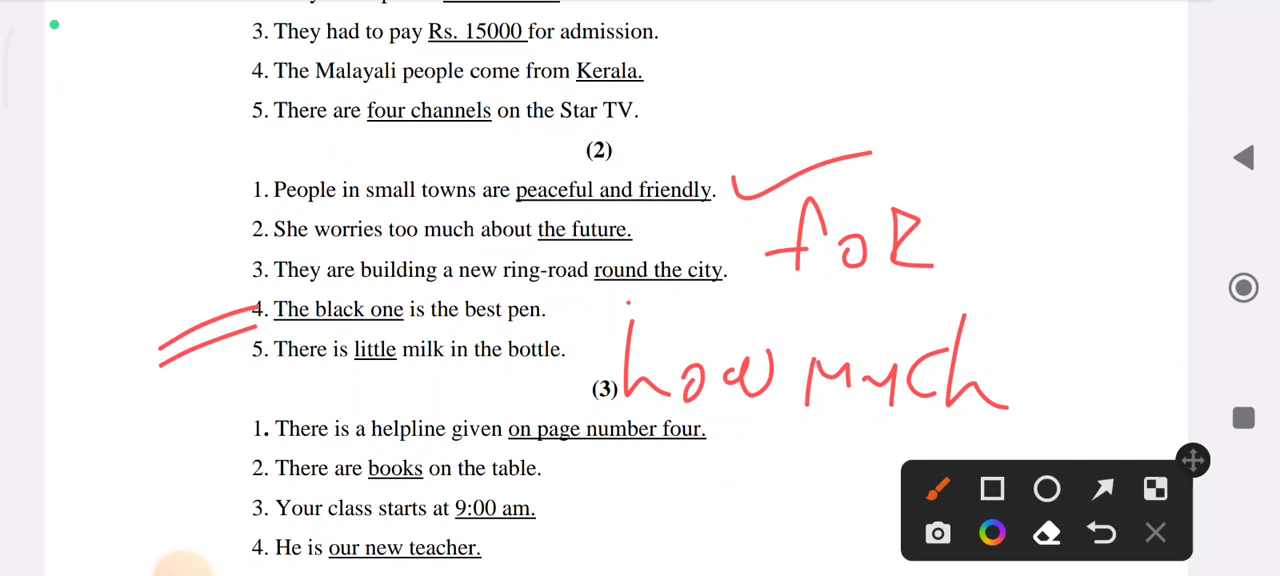 3. They had to pay Rs. 15000 for admission.
4. The Malayali people come from Kerala.
5. There are four channels on the Star TV.
(2)
1. People in small towns are peaceful and friendly.
2. She worries too much about the future.
for
3. They are building a new ring-road round the city.
4. The black one is the best pen.
5. There is little milk in the bottle.
how much
(3)
1. There is a helpline given on page number four.
2. There are books on the table.
3. Your class starts at 9:00 am.
4. He is our new teacher.